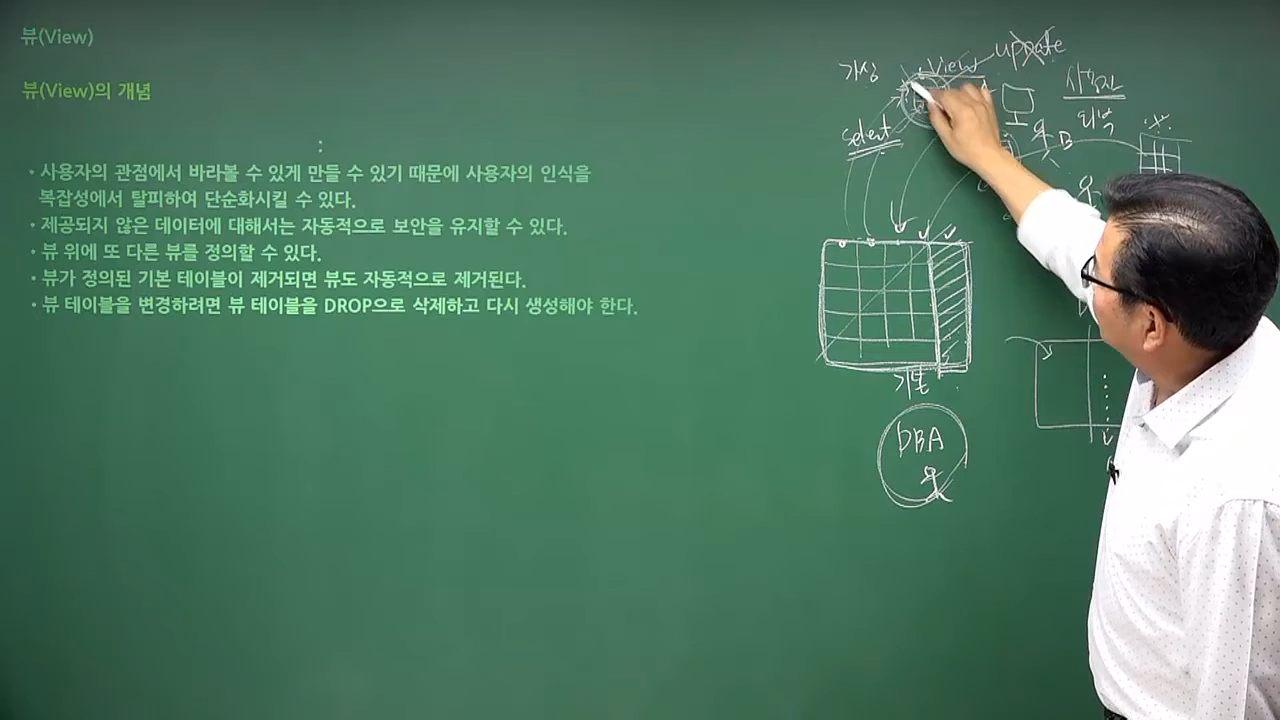 뷰(View)
뷰(View)의 개념
:
• 사용자의 관점에서 바라볼 수 있게 만들 수 있기 때문에 사용자의 인식을
복잡성에서 탈피하여 단순화시킬 수 있다.
• 제공되지 않은 데이터에 대해서는 자동적으로 보안을 유지할 수 있다.
• 뷰 위에 또 다른 뷰를 정의할 수 있다.
• 뷰가 정의된 기본 테이블이 제거되면 뷰도 자동적으로 제거된다.
• 뷰 테이블을 변경하려면 뷰 테이블을 DROP으로 삭제하고 다시 생성해야 한다.
가상
View
update
select
B
기본
DBA